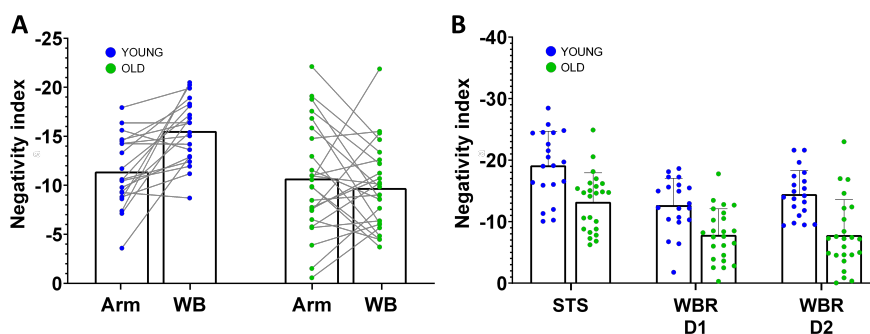 A
Negativity index
-25
-20
-15
-10
-5
0
YOUNG
OLD
Arm
WB
Arm
WB
B
Negativity index
-40
-30
-20
-10
0
YOUNG
OLD
STS
WBR
D1
WBR
D2